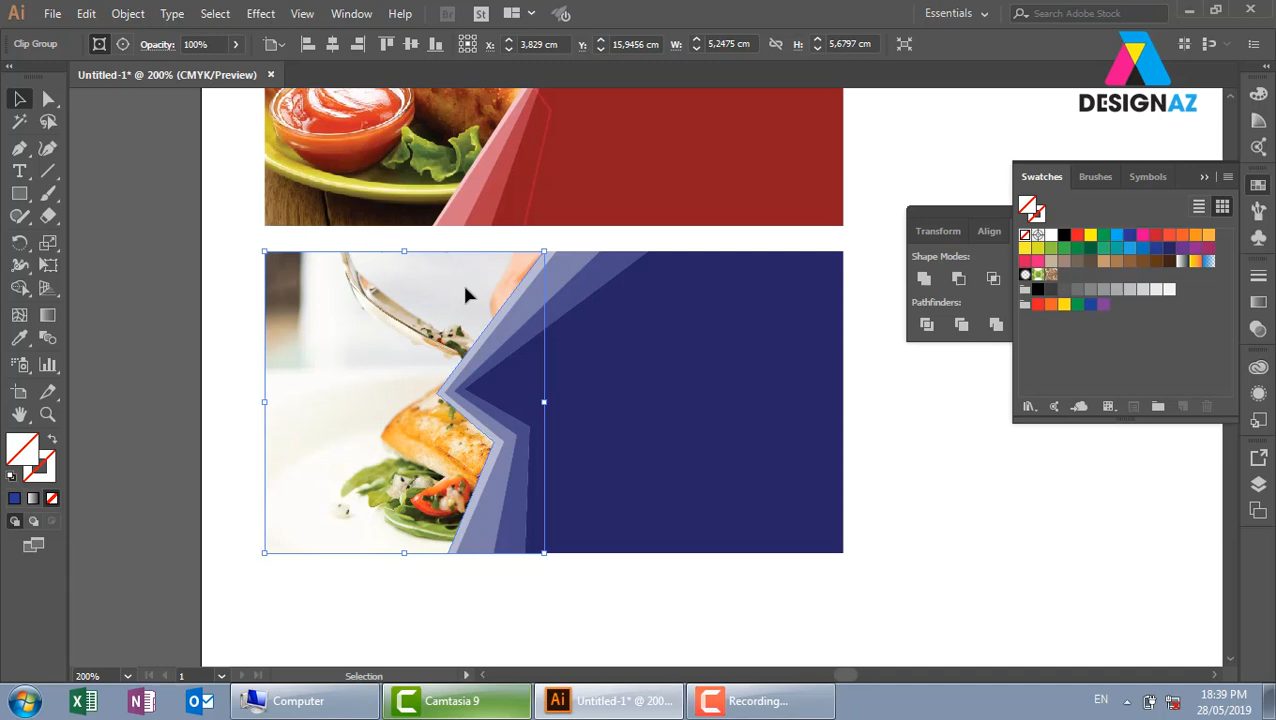 Ai File Edit Object Type Select Effect View Window Help Br St Essentials Search Adobe Stock
Clip Group Opacity: 100% X: 3,829 cm Y: 15,9456 cm W: 5,2475 cm H: 5,6797 cm
Untitled-1* @ 200% (CMYK/Preview)
DESIGNAZ
Swatches Brushes Symbols
Transform Align
Shape Modes:
Pathfinders:
200% 1 Selection
Computer Camtasia 9 Untitled-1* @ 200... Recording... EN 18:39 PM
28/05/2019